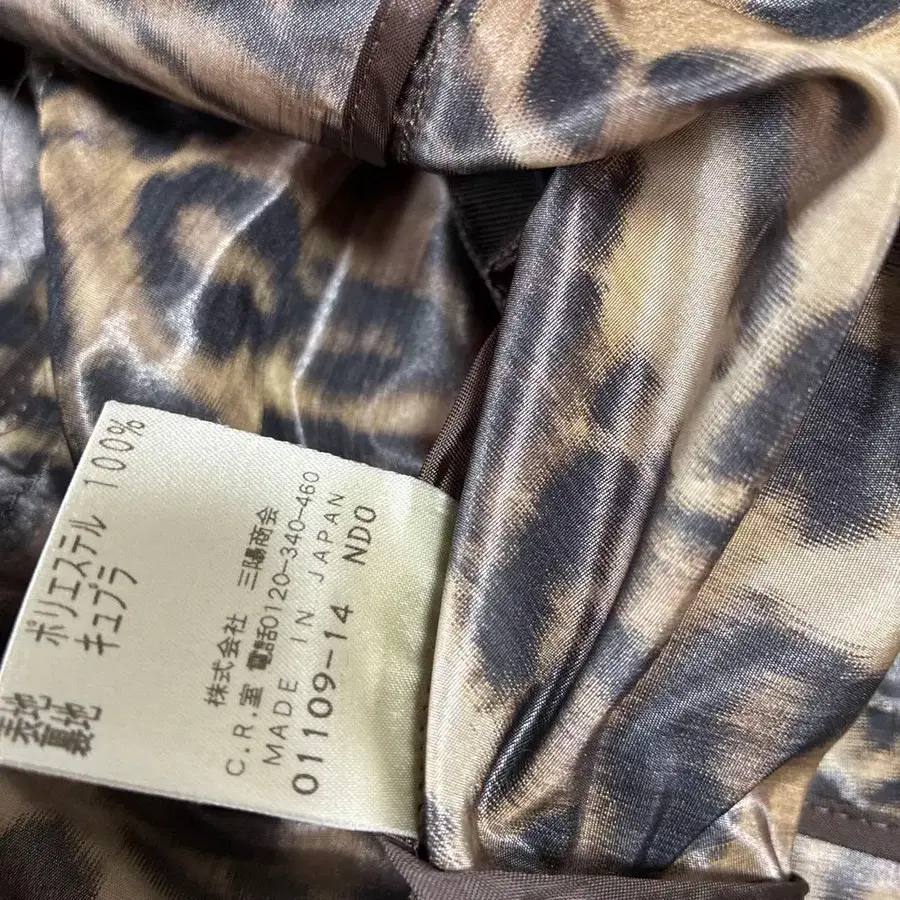 表地 ポリエステル 100%
裏地 キュプラ
株式会社 三陽商会
C.R.室 電話0120-340-460
MADE IN JAPAN
01109-14 NDO